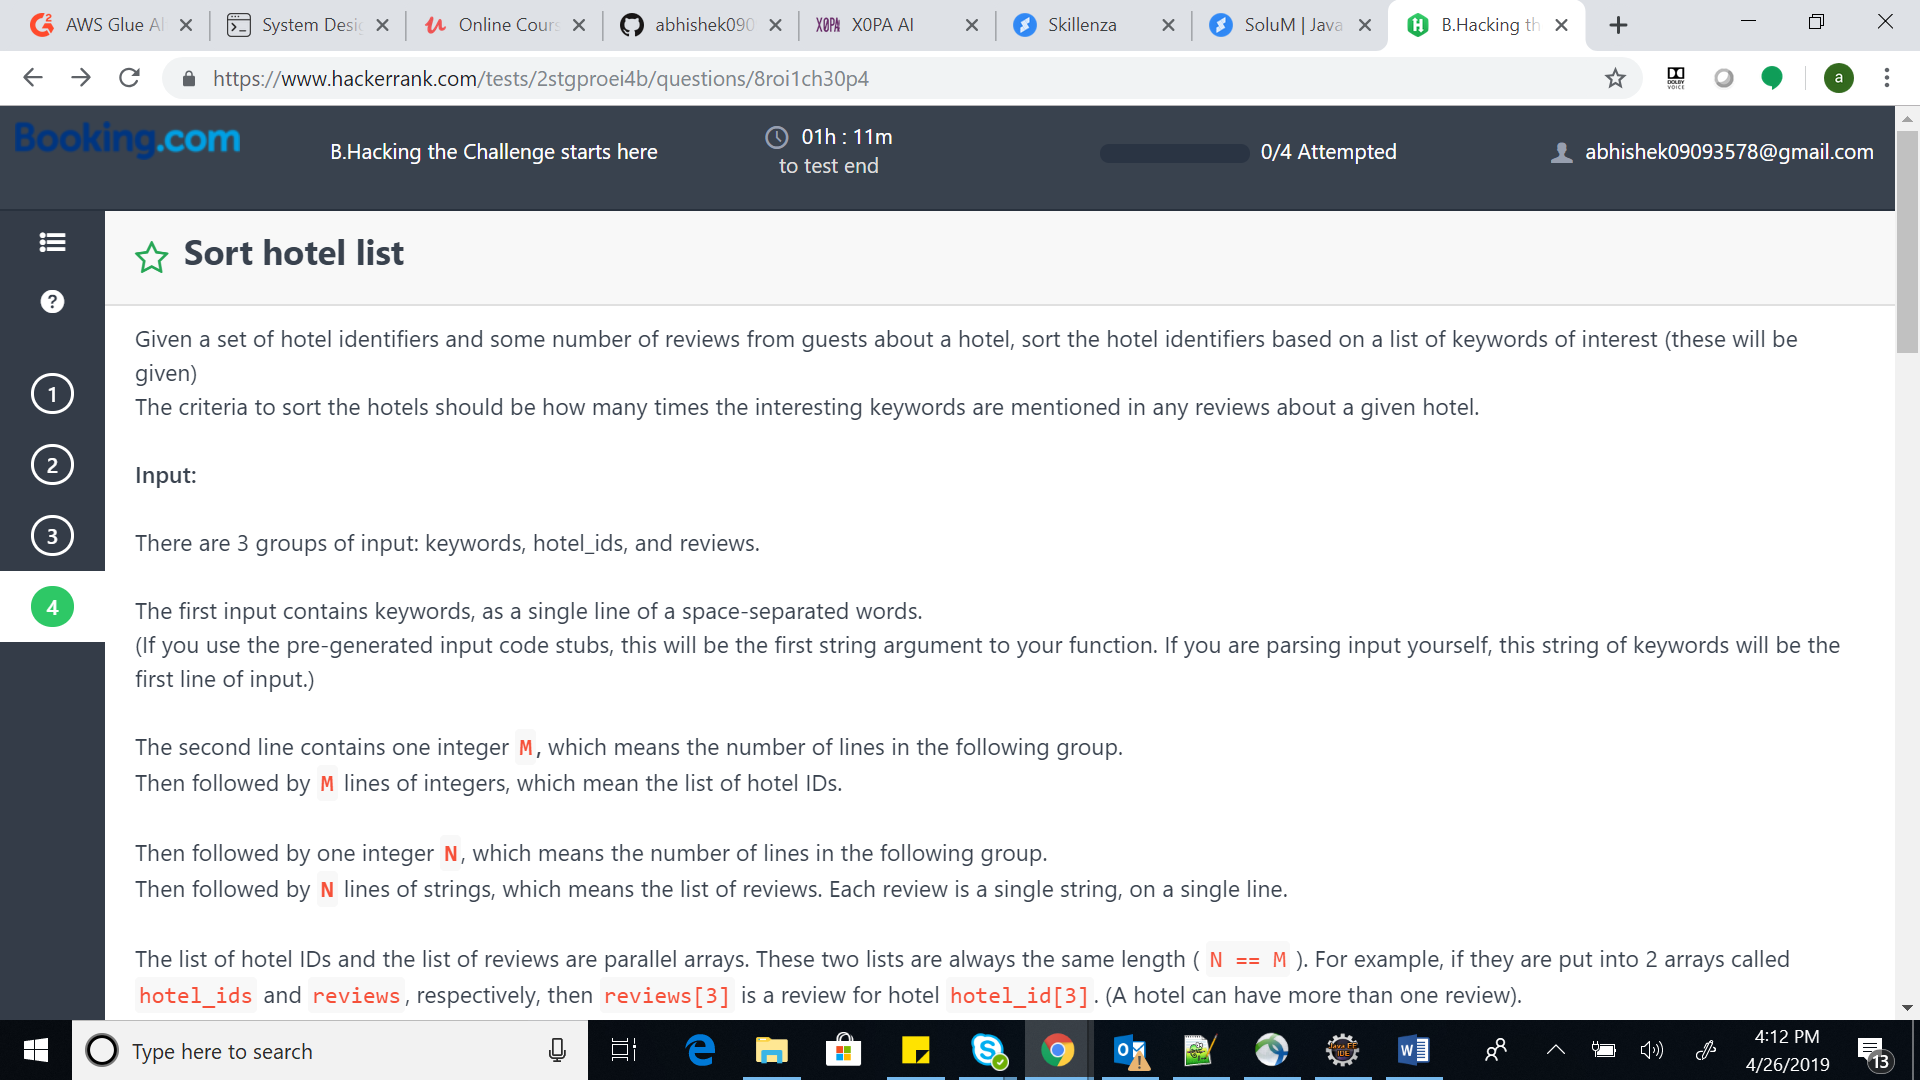 AWS Glue Al
System Desig
Online Cours
abhishek090
X0PA X0PA AI
Skillenza
SoluM | Java
B.Hacking th
https://www.hackerrank.com/tests/2stgproei4b/questions/8roi1ch30p4
DOLBY VOICE
a
Booking.com
B.Hacking the Challenge starts here
01h : 11m
to test end
0/4 Attempted
abhishek09093578@gmail.com
Sort hotel list
?
1
2
3
4
Given a set of hotel identifiers and some number of reviews from guests about a hotel, sort the hotel identifiers based on a list of keywords of interest (these will be
given)
The criteria to sort the hotels should be how many times the interesting keywords are mentioned in any reviews about a given hotel.
Input:
There are 3 groups of input: keywords, hotel_ids, and reviews.
The first input contains keywords, as a single line of a space-separated words.
(If you use the pre-generated input code stubs, this will be the first string argument to your function. If you are parsing input yourself, this string of keywords will be the
first line of input.)
The second line contains one integer M, which means the number of lines in the following group.
Then followed by M lines of integers, which mean the list of hotel IDs.
Then followed by one integer N, which means the number of lines in the following group.
Then followed by N lines of strings, which means the list of reviews. Each review is a single string, on a single line.
The list of hotel IDs and the list of reviews are parallel arrays. These two lists are always the same length ( N == M ). For example, if they are put into 2 arrays called
hotel_ids and reviews, respectively, then reviews[3] is a review for hotel hotel_id[3]. (A hotel can have more than one review).
Type here to search
Java EE
IDE
4:12 PM
4/26/2019
13